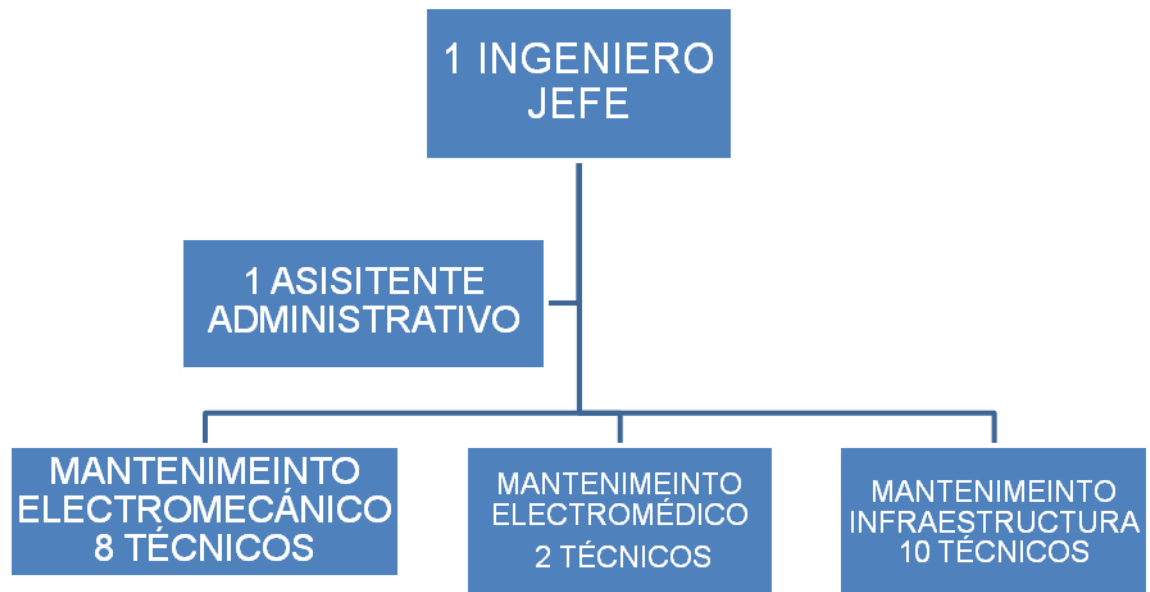 1 INGENIERO
JEFE
1 ASISITENTE
ADMINISTRATIVO
MANTENIMEINTO
ELECTROMECÁNICO
8 TÉCNICOS
MANTENIMEINTO
ELECTROMÉDICO
2 TÉCNICOS
MANTENIMEINTO
INFRAESTRUCTURA
10 TÉCNICOS